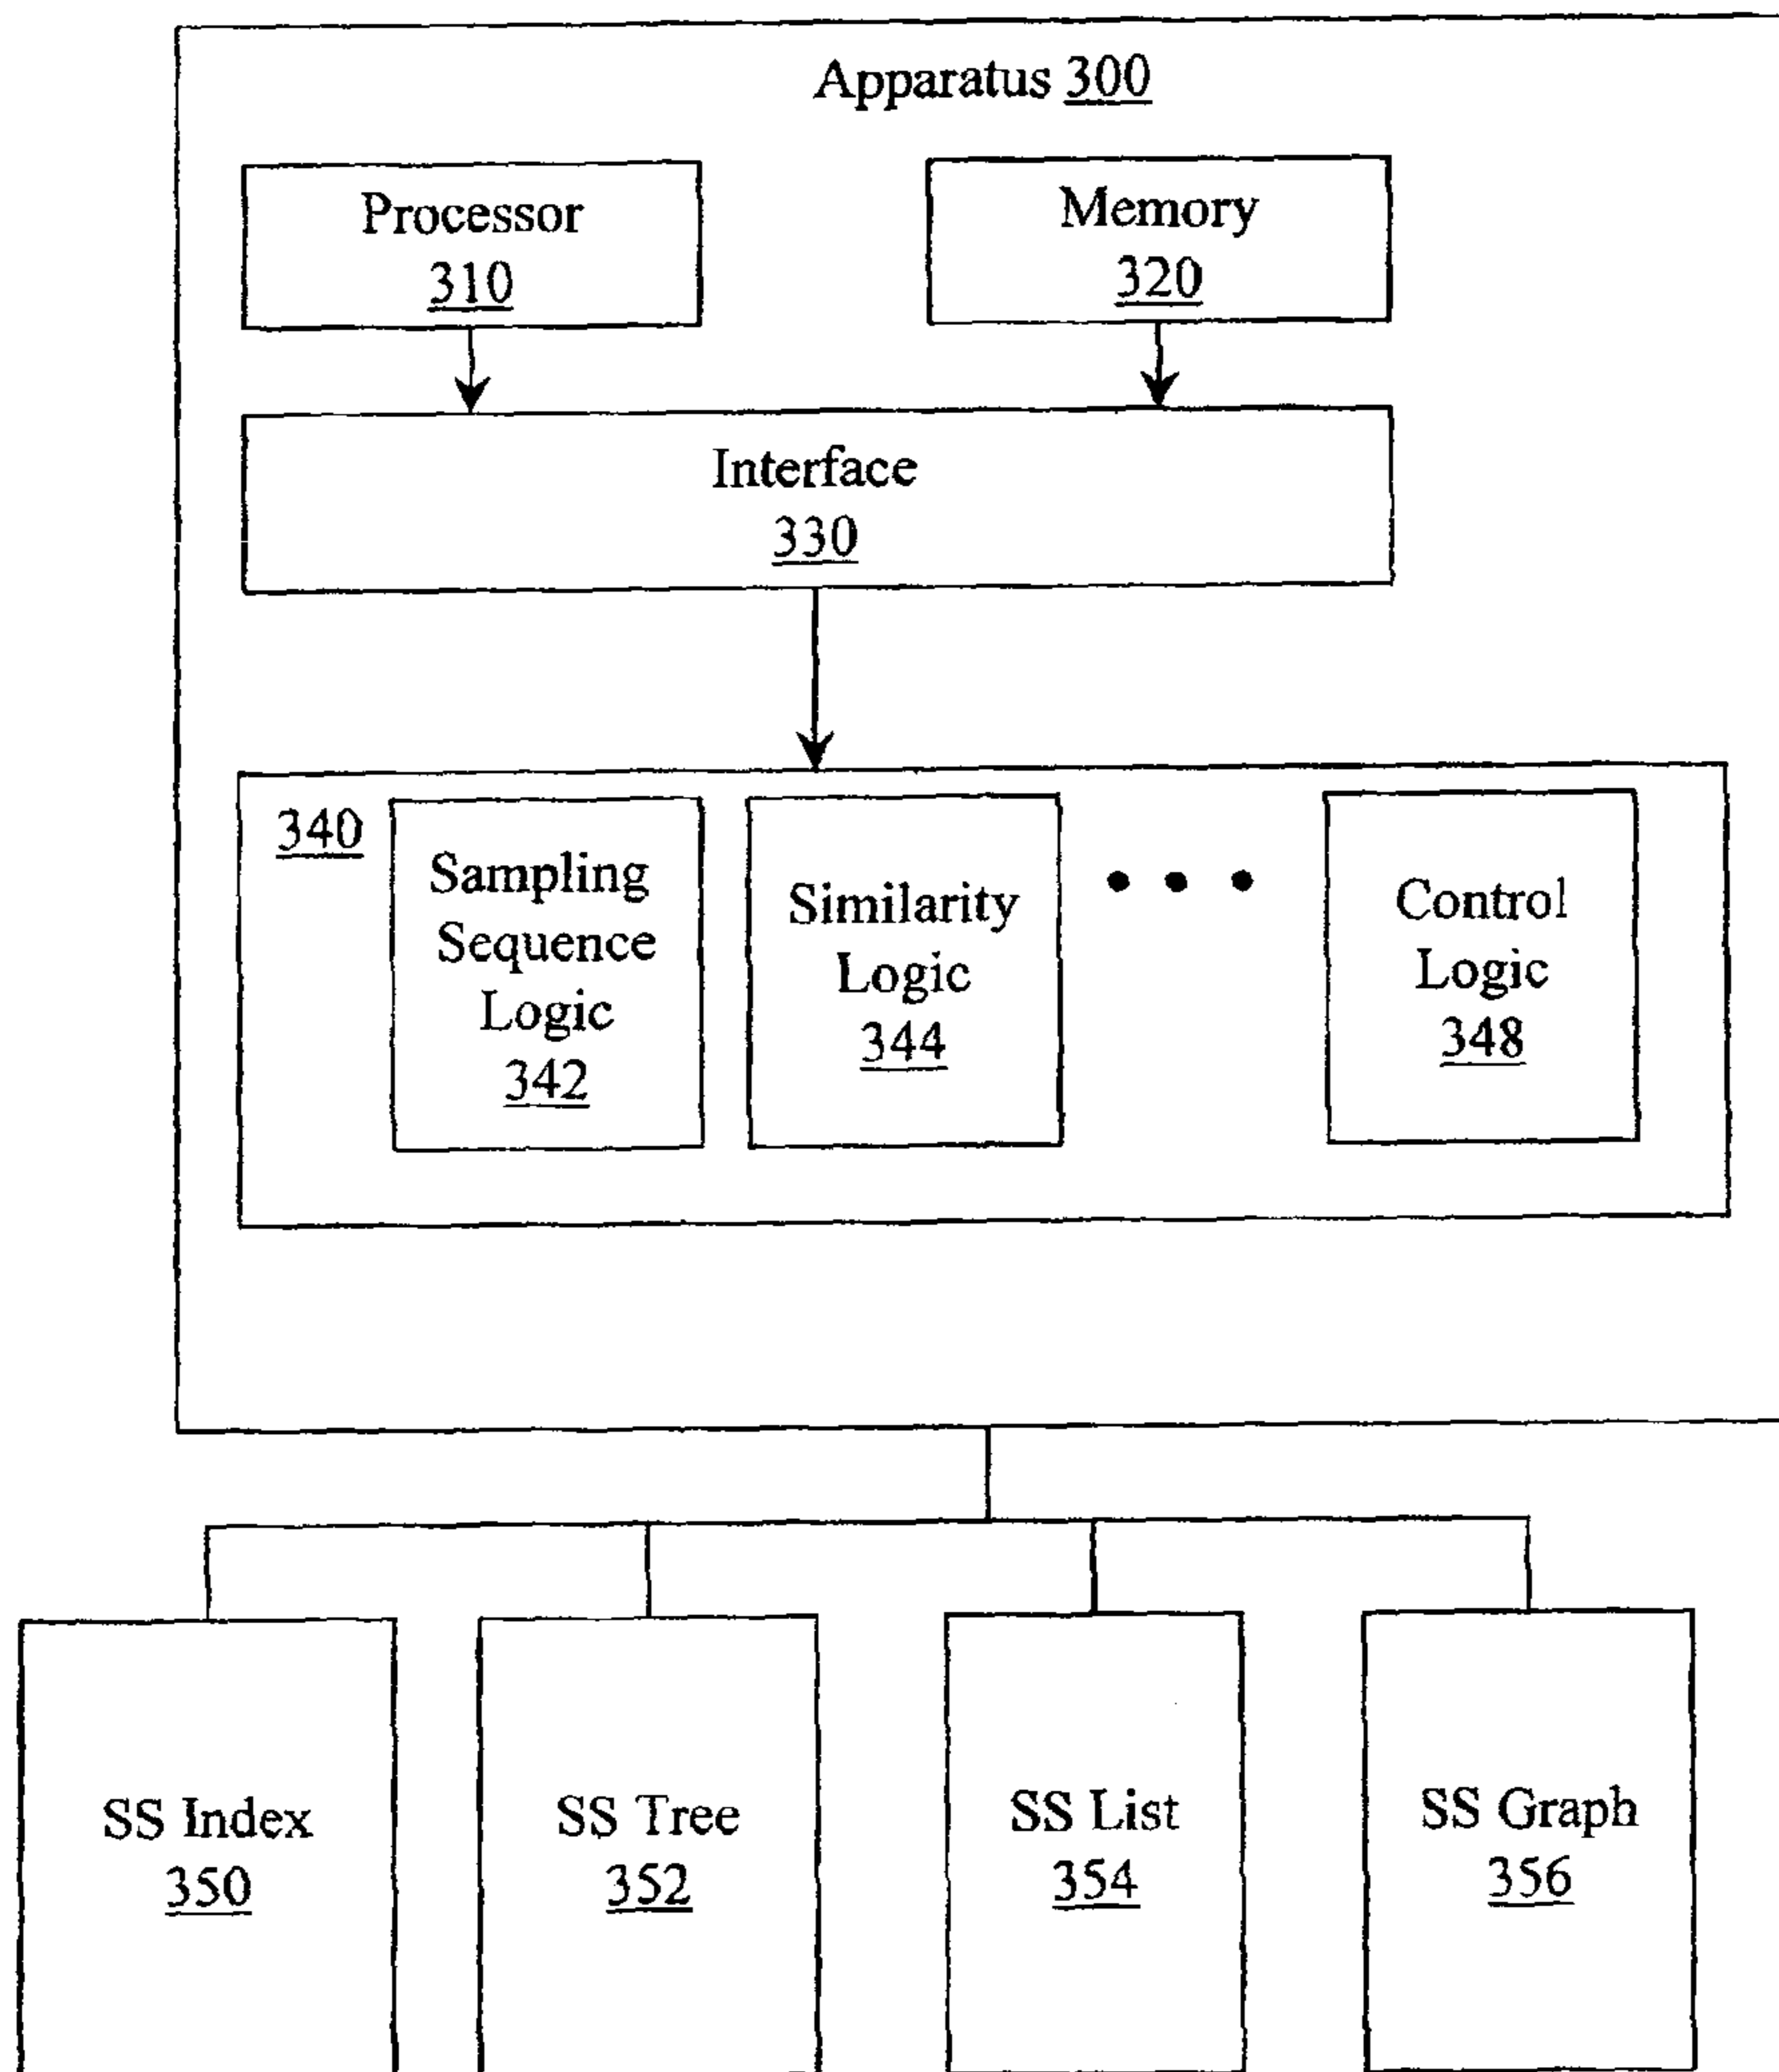 Apparatus 300
Processor
310
Memory
320
Interface
330
340
Sampling
Sequence
Logic
342
Similarity
Logic
344
• • •
Control
Logic
348
SS Index
350
SS Tree
352
SS List
354
SS Graph
356